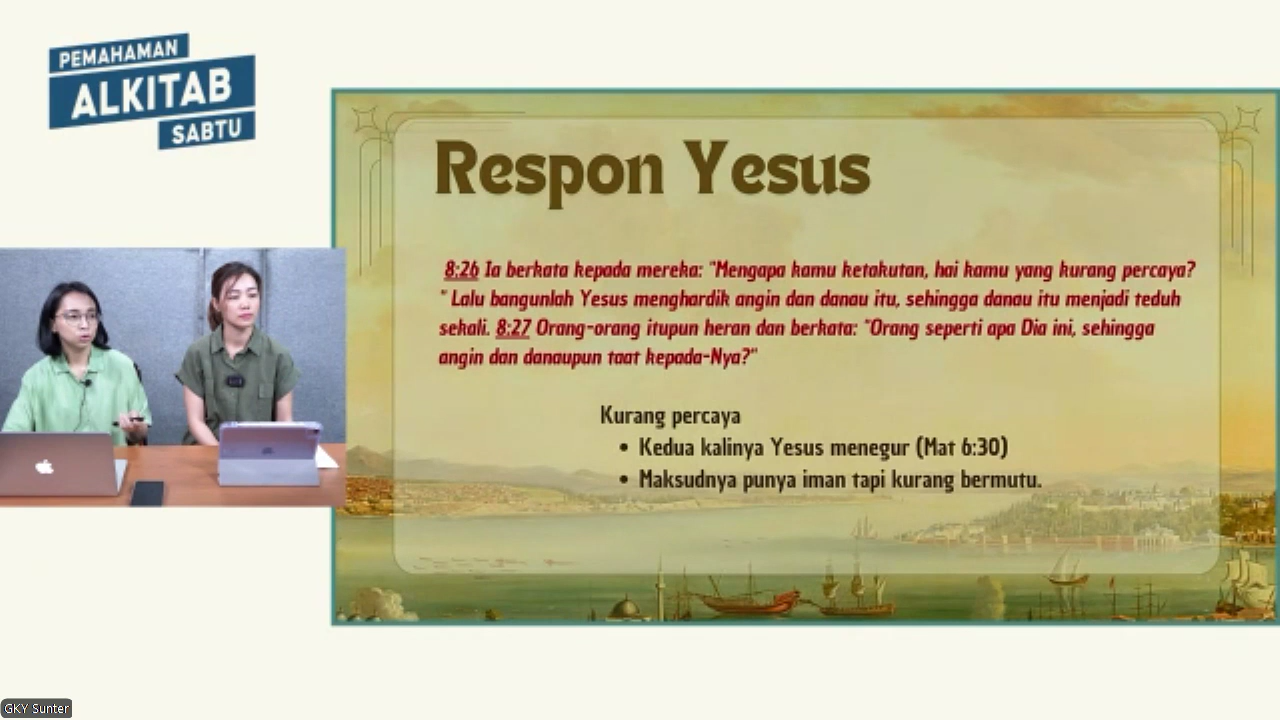 PEMAHAMAN
ALKITAB
SABTU
Respon Yesus
8:26 Ia berkata kepada mereka: "Mengapa kamu ketakutan, hai kamu yang kurang percaya?
" Lalu bangunlah Yesus menghardik angin dan danau itu, sehingga danau itu menjadi teduh
sekali. 8:27 Orang-orang itupun heran dan berkata: "Orang seperti apa Dia ini, sehingga
angin dan danaupun taat kepada-Nya?"
Kurang percaya
• Kedua kalinya Yesus menegur (Mat 6:30)
• Maksudnya punya iman tapi kurang bermutu.
GKY Sunter